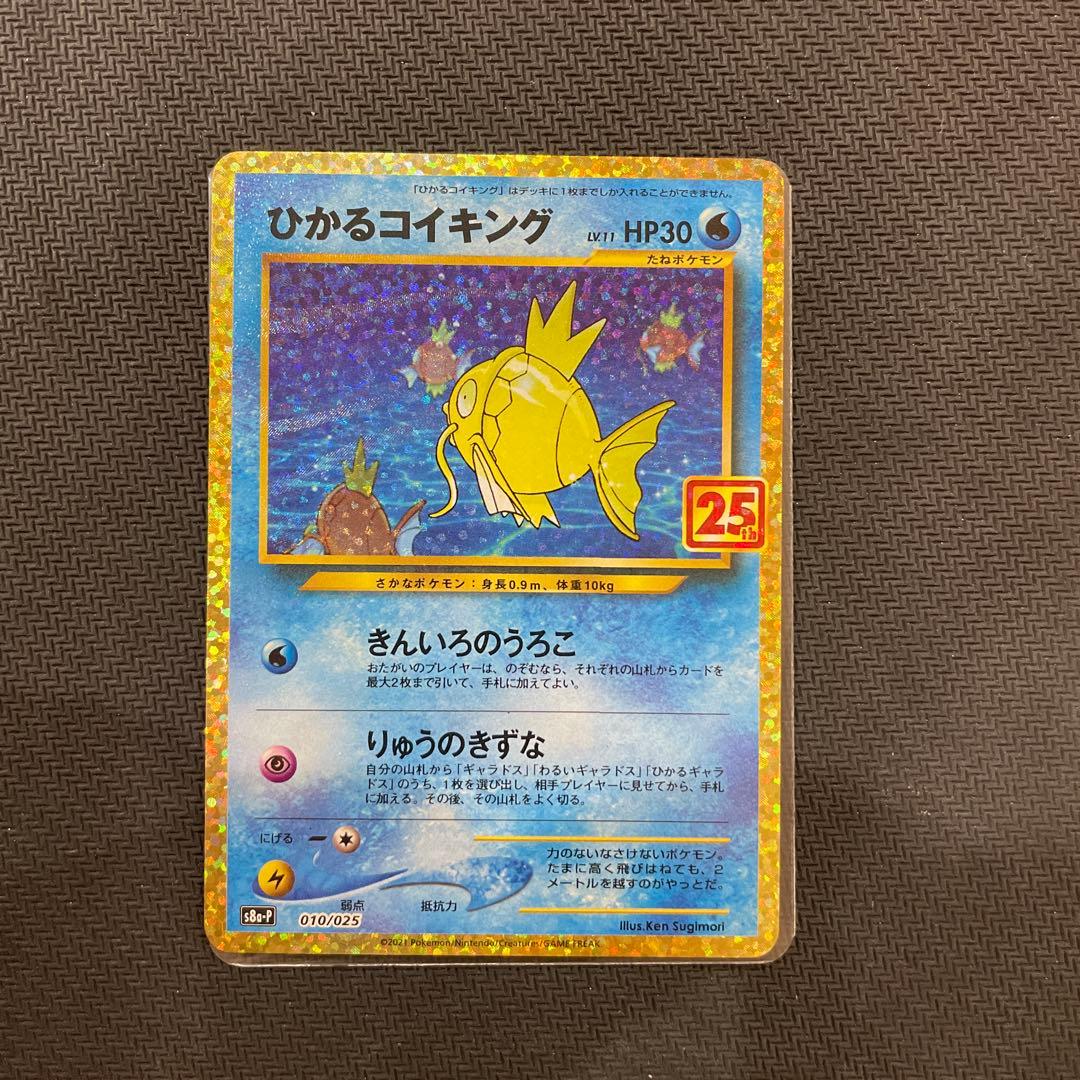 「ひかるコイキング」はデッキに1枚までしか入れることができません。
ひかるコイキング LV.11 HP30
たねポケモン
25th
さかなポケモン：身長0.9m、体重10kg
きんいろのうろこ
おたがいのプレイヤーは、のぞむなら、それぞれの山札からカードを
最大2枚まで引いて、手札に加えてよい。
りゅうのきずな
自分の山札から「ギャラドス」「わるいギャラドス」「ひかるギャラ
ドス」のうち、1枚を選び出し、相手プレイヤーに見せてから、手札
に加える。その後、その山札をよく切る。
にげる
力のないなさけないポケモン。
たまに高く飛びはねても、2
メートルを越すのがやっとだ。
弱点 抵抗力
s8a-P 010/025
Illus.Ken Sugimori
©2021 Pokémon/Nintendo/Creatures/GAME FREAK